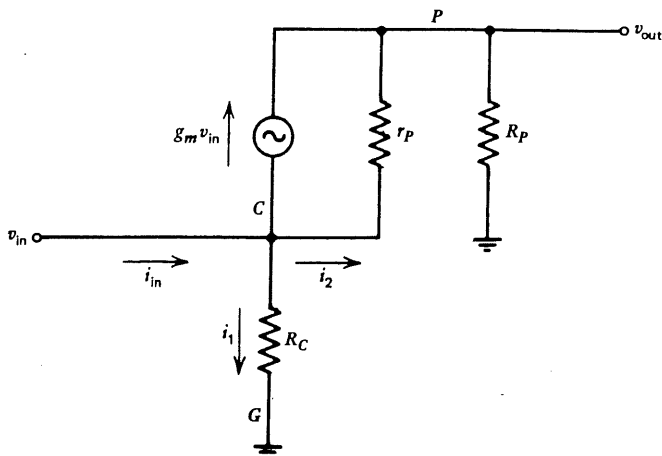 P
v_out
g_m v_in
r_P
R_P
C
v_in
i_in
i_2
i_1
R_C
G